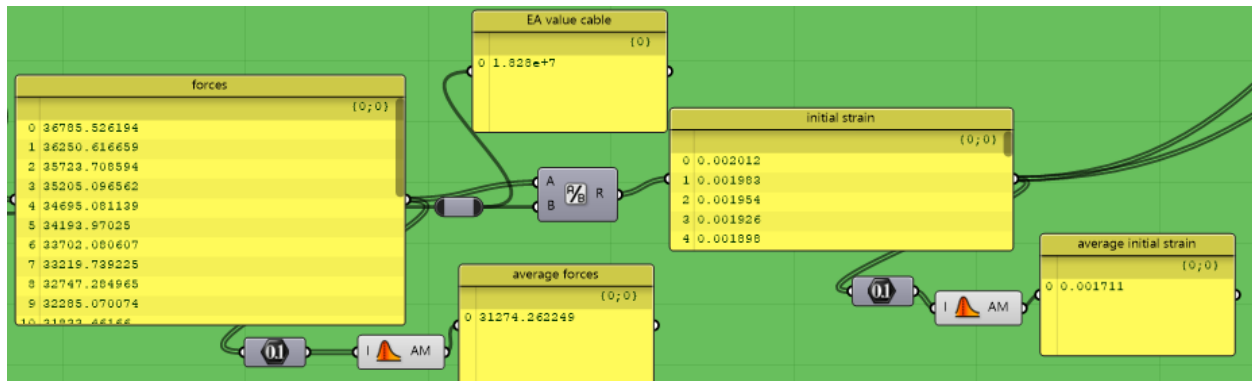 EA value cable
{0}
0 1.828e+7
forces
{0;0}
0 36785.526194
1 36250.616659
2 35723.708594
3 35205.096562
4 34695.081139
5 34193.97025
6 33702.080607
7 33219.739225
8 32747.284965
9 32285.070074
A
B
A/B
R
initial strain
{0;0}
0 0.002012
1 0.001983
2 0.001954
3 0.001926
4 0.001898
average forces
{0;0}
0 31274.262249
0.1
I
AM
0.1
I
AM
average initial strain
{0;0}
0 0.001711